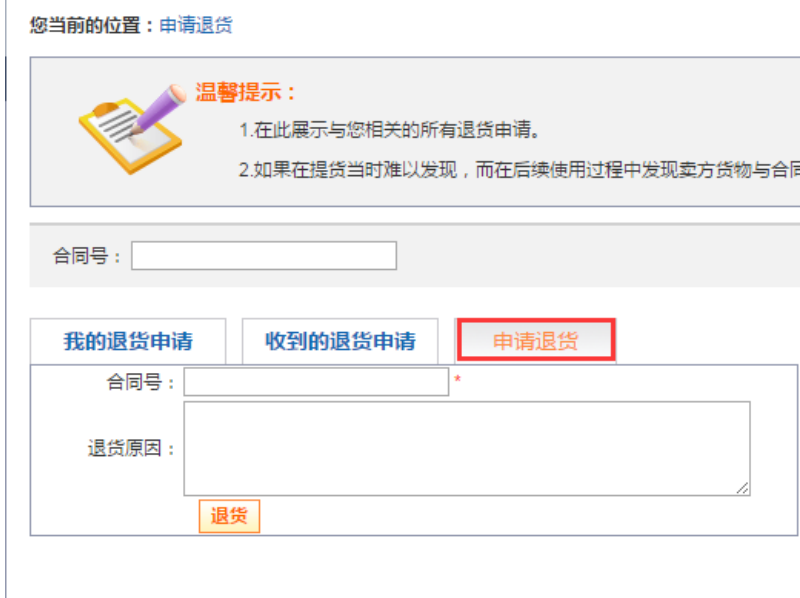 您当前的位置：申请退货
温馨提示：
1.在此展示与您相关的所有退货申请。
2.如果在提货当时难以发现，而在后续使用过程中发现卖方货物与合同
合同号：
我的退货申请 收到的退货申请 申请退货
合同号： *
退货原因：
退货